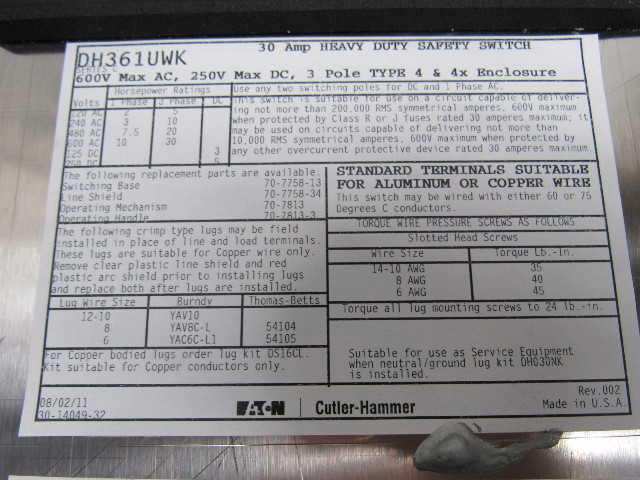 DH361UWK
30 Amp HEAVY DUTY SAFETY SWITCH
SERIES C
600V Max AC, 250V Max DC, 3 Pole TYPE 4 & 4x Enclosure
Horsepower Ratings
Volts 1 Phase 3 Phase DC
120 AC 2 5
240 AC 3 10
480 AC 7.5 20
600 AC 10 30
125 DC 3
250 DC 5
Use any two switching poles for DC and 1 Phase AC.
This switch is suitable for use on a circuit capable of deliver-
ing not more than 200,000 RMS symmetrical amperes, 600V maximum
when protected by Class R or J fuses rated 30 amperes maximum; it
may be used on circuits capable of delivering not more than
10,000 RMS symmetrical amperes, 600V maximum when protected by
any other overcurrent protective device rated 30 amperes maximum.
The following replacement parts are available:
Switching Base 70-7758-13
Line Shield 70-7758-34
Operating Mechanism 70-7813
Operating Handle 70-7813-3
The following crimp type lugs may be field
installed in place of line and load terminals.
These lugs are suitable for Copper wire only.
Remove clear plastic line shield and red
plastic arc shield prior to installing lugs
and replace both after lugs are installed.
Lug Wire Size Burndy Thomas-Betts
12-10 YAV10
8 YAV8C-L 54104
6 YAC6C-L1 54105
For Copper bodied lugs order lug kit DS16CL.
Kit suitable for Copper conductors only.
STANDARD TERMINALS SUITABLE
FOR ALUMINUM OR COPPER WIRE
This switch may be wired with either 60 or 75
Degrees C conductors.
TORQUE WIRE PRESSURE SCREWS AS FOLLOWS
Slotted Head Screws
Wire Size Torque Lb.-In.
14-10 AWG 35
8 AWG 40
6 AWG 45
Torque all lug mounting screws to 24 lb.-in.
Suitable for use as Service Equipment
when neutral/ground lug kit DH030NK
is installed.
08/02/11
30-14049-32
EATON | Cutler-Hammer
Rev.002
Made in U.S.A.